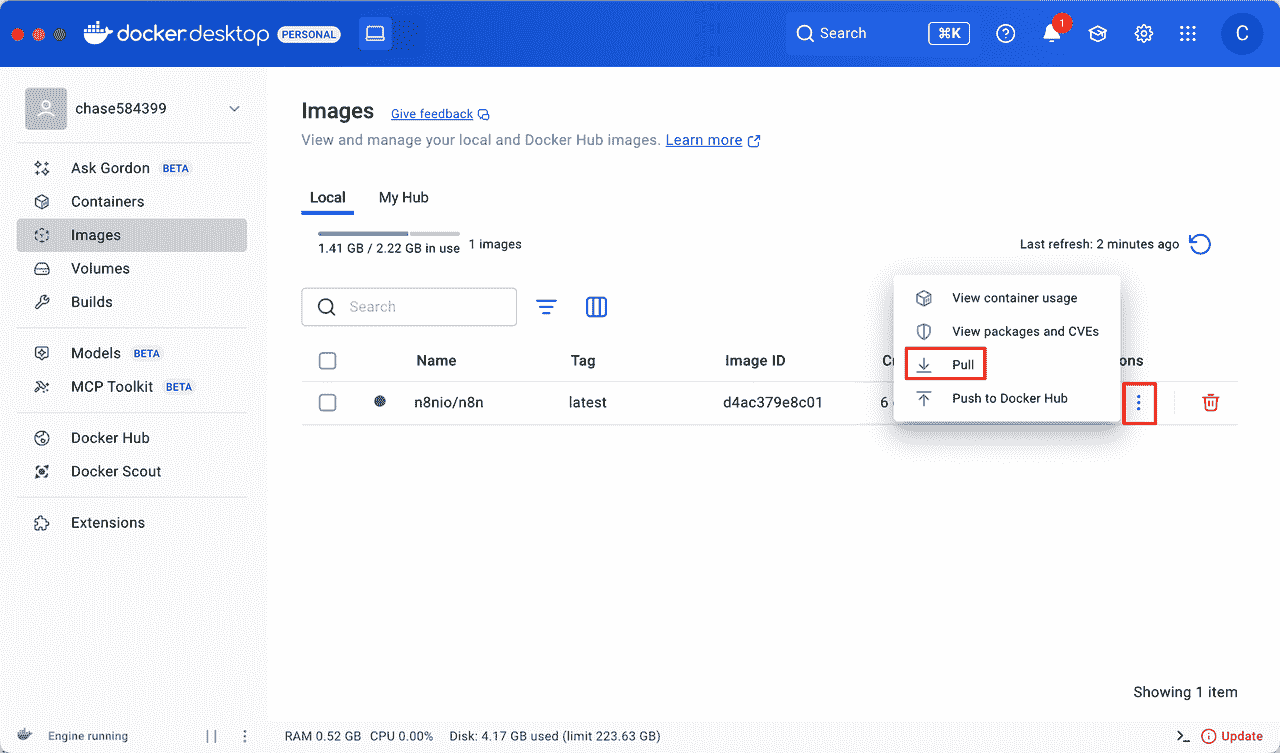 docker.desktop PERSONAL
Search ⌘K
1
C
chase584399
Ask Gordon BETA
Containers
Images
Volumes
Builds
Models BETA
MCP Toolkit BETA
Docker Hub
Docker Scout
Extensions
Images Give feedback
View and manage your local and Docker Hub images. Learn more
Local My Hub
1.41 GB / 2.22 GB in use 1 images
Last refresh: 2 minutes ago
Search
View container usage
View packages and CVEs
Pull
Push to Docker Hub
Name Tag Image ID
n8nio/n8n latest d4ac379e8c01 6
Showing 1 item
Engine running
RAM 0.52 GB CPU 0.00% Disk: 4.17 GB used (limit 223.63 GB)
Update